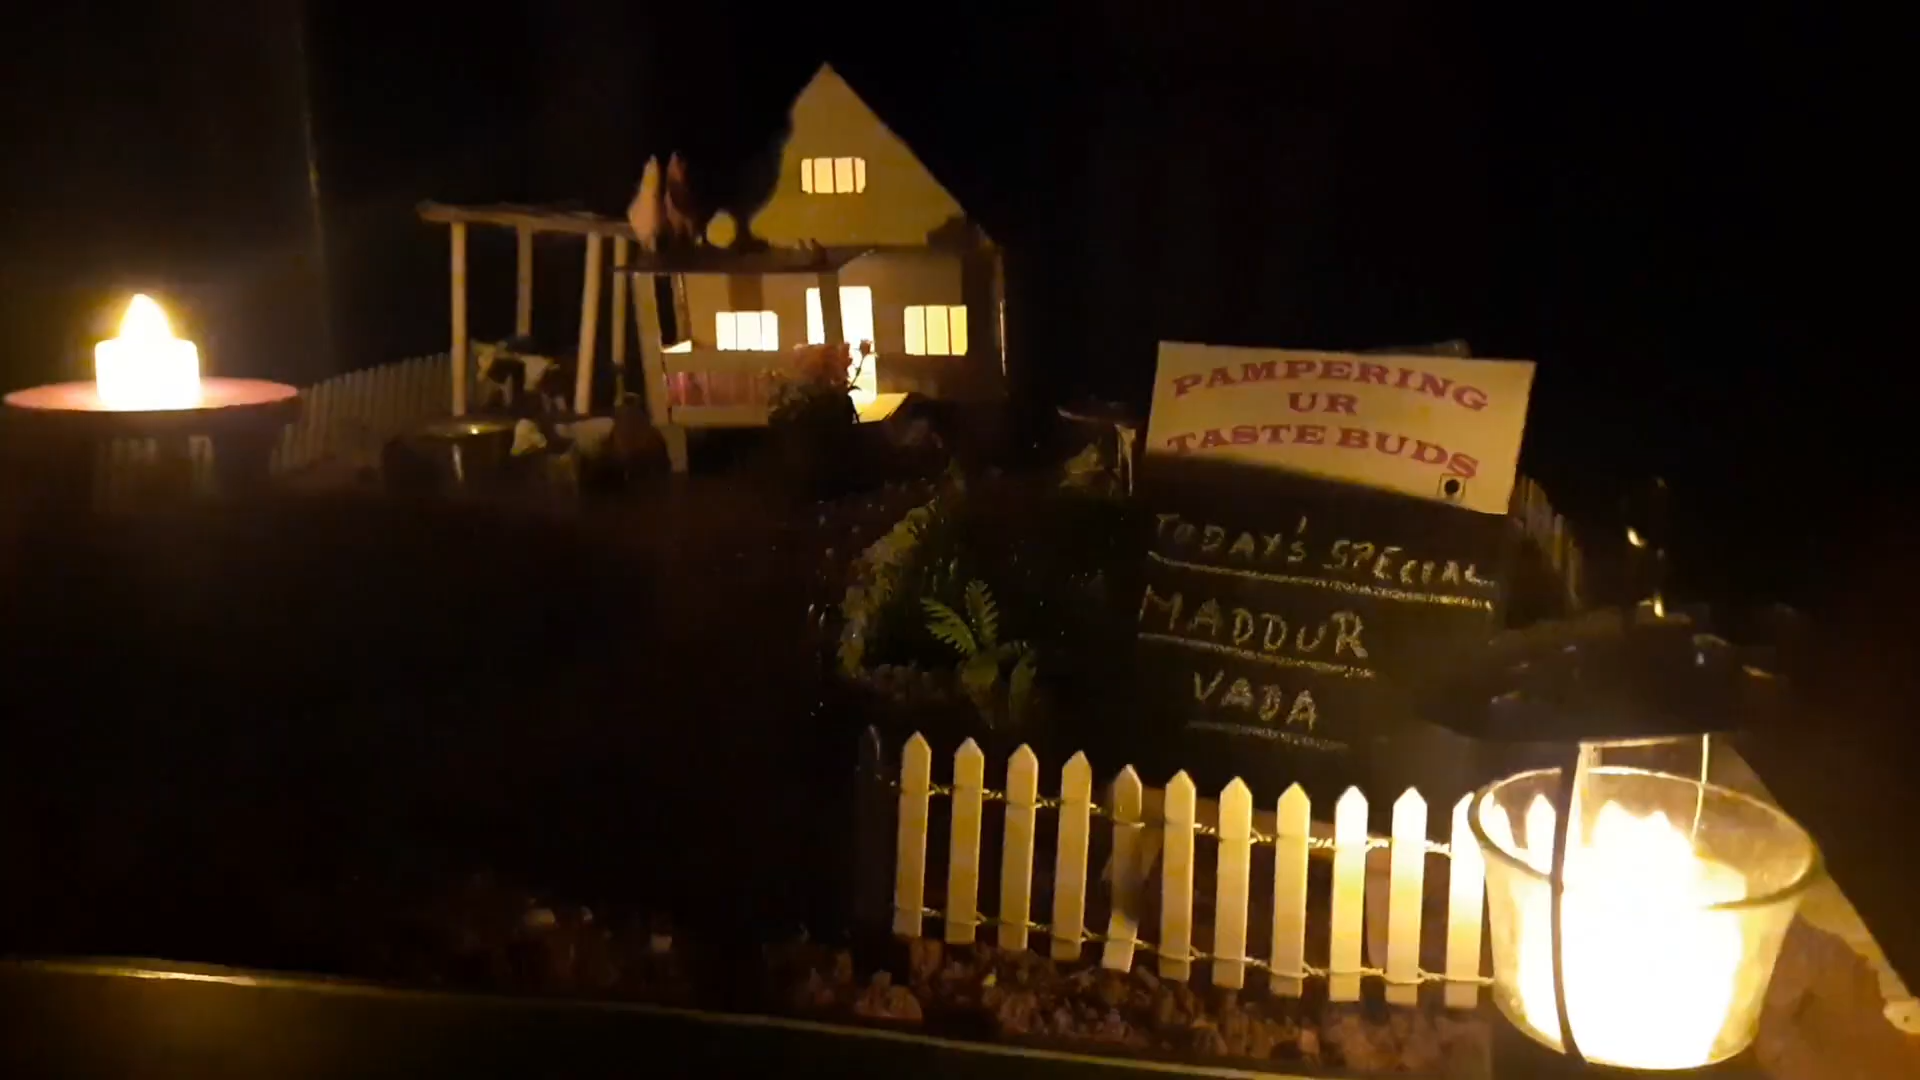 PAMPERING
UR
TASTE BUDS
TODAY'S SPECIAL
MADDUR
VADA